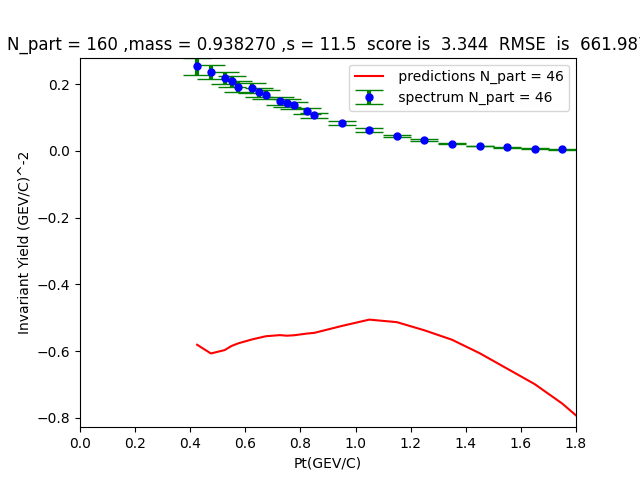 N_part = 160 ,mass = 0.938270 ,s = 11.5  score is  3.344  RMSE  is  661.98
predictions N_part = 46
spectrum N_part = 46
Invariant Yield (GEV/C)^-2
0.2
0.0
−0.2
−0.4
−0.6
−0.8
0.0 0.2 0.4 0.6 0.8 1.0 1.2 1.4 1.6 1.8
Pt(GEV/C)